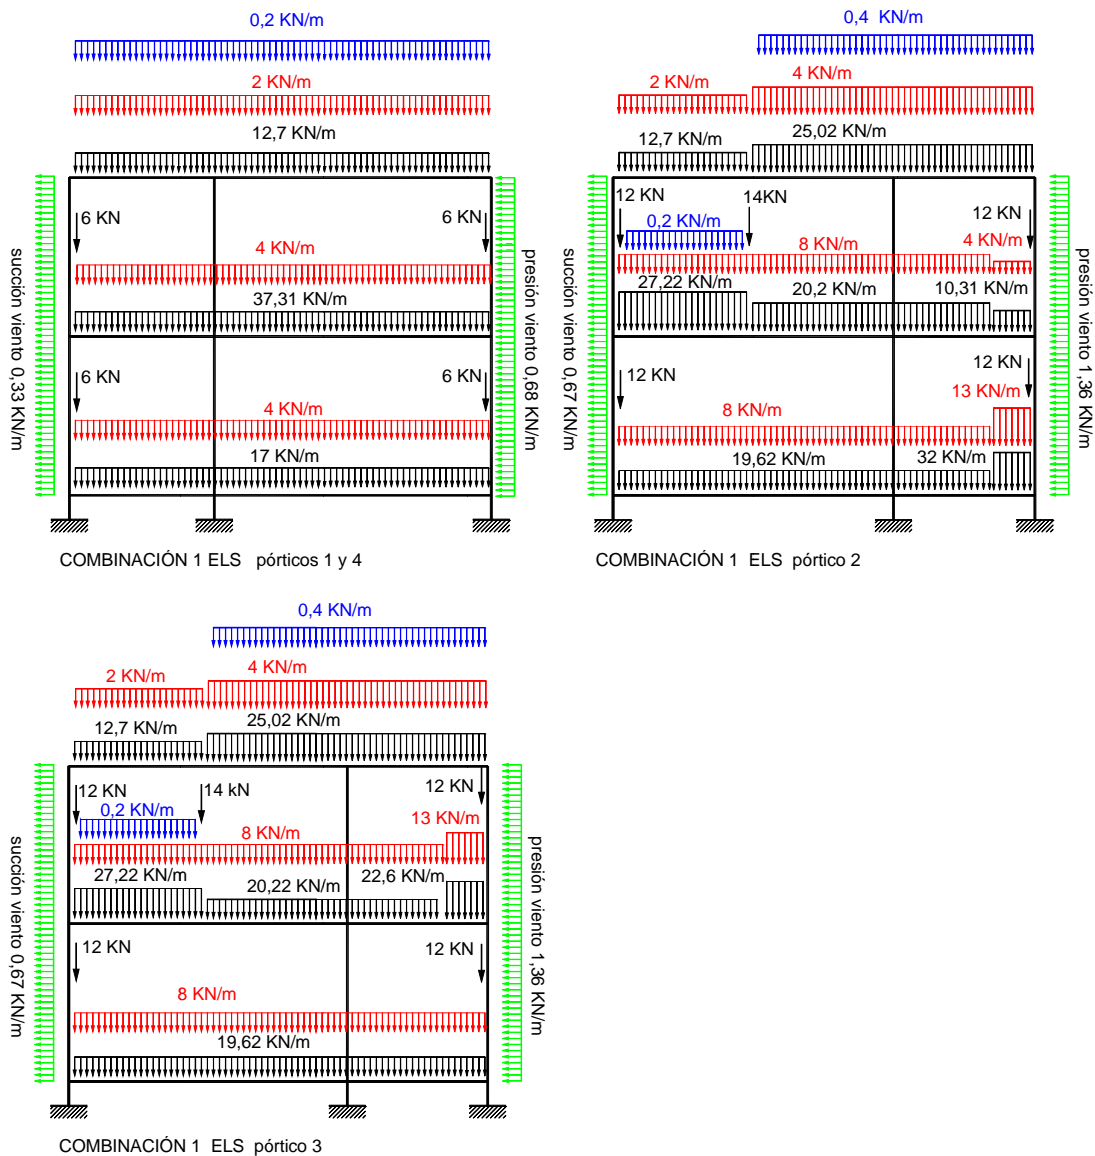 0,2 KN/m
2 KN/m
12,7 KN/m
6 KN
6 KN
4 KN/m
37,31 KN/m
6 KN
6 KN
4 KN/m
17 KN/m
succión viento 0,33 KN/m
presión viento 0,68 KN/m
COMBINACIÓN 1 ELS pórticos 1 y 4
0,4 KN/m
2 KN/m
4 KN/m
12,7 KN/m
25,02 KN/m
12 KN
14KN
12 KN
0,2KN/m
8 KN/m
4 KN/m
27,22 KN/m
20,2 KN/m
10,31 KN/m
12 KN
12 KN
13 KN/m
8 KN/m
19,62 KN/m
32 KN/m
succión viento 0,67 KN/m
presión viento 1,36 KN/m
COMBINACIÓN 1 ELS pórtico 2
0,4 KN/m
2 KN/m
4 KN/m
12,7 KN/m
25,02 KN/m
12 KN
14 kN
12 KN
0,2 KN/m
13 KN/m
8 KN/m
27,22 KN/m
20,22 KN/m
22,6 KN/m
12 KN
12 KN
8 KN/m
19,62 KN/m
succión viento 0,67 KN/m
presión viento 1,36 KN/m
COMBINACIÓN 1 ELS pórtico 3